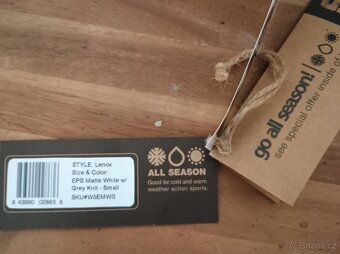 STYLE: Lenox
Size & Color:
EPS Matte White w/
Grey Knit - Small
SKU#W5EMWS
8 43990 02863 6
ALL SEASON
Good for cold and warm
weather action sports.
go all season!
see special offer inside of